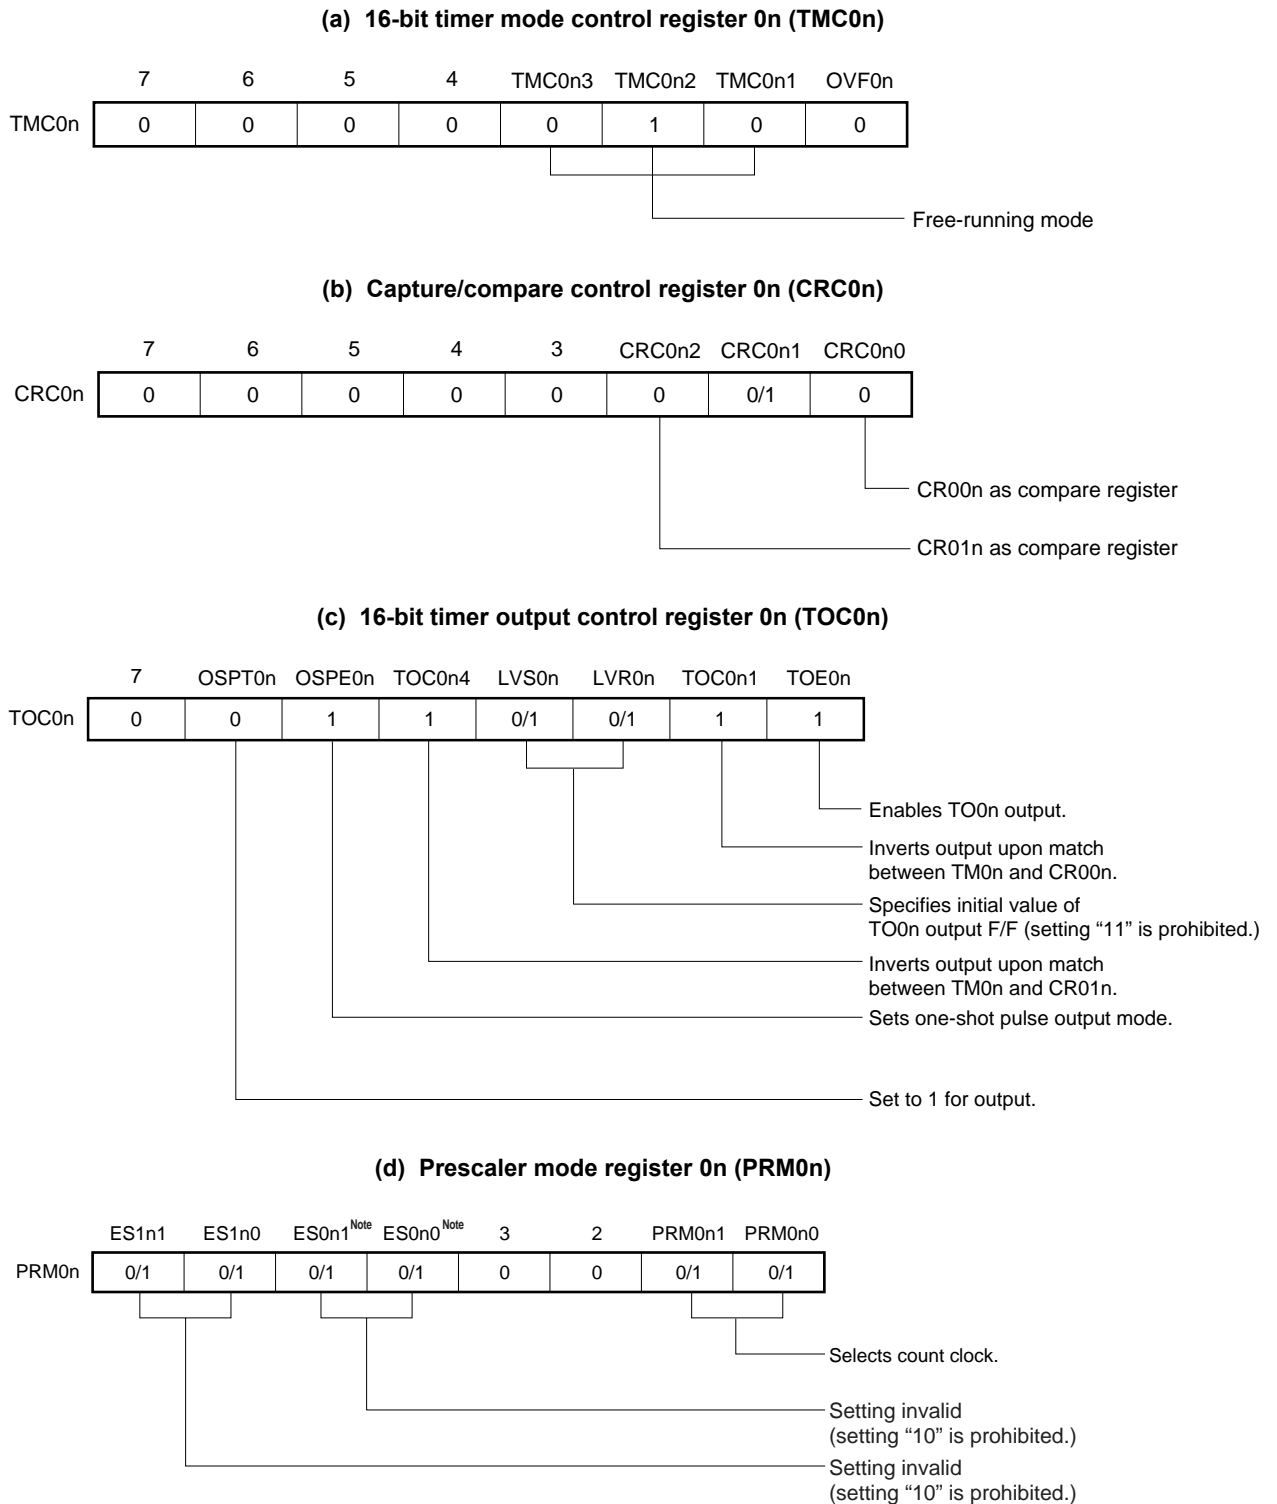 (a) 16-bit timer mode control register 0n (TMC0n)
7 6 5 4 TMC0n3 TMC0n2 TMC0n1 OVF0n
TMC0n 0 0 0 0 0 1 0 0
Free-running mode
(b) Capture/compare control register 0n (CRC0n)
7 6 5 4 3 CRC0n2 CRC0n1 CRC0n0
CRC0n 0 0 0 0 0 0 0/1 0
CR00n as compare register
CR01n as compare register
(c) 16-bit timer output control register 0n (TOC0n)
7 OSPT0n OSPE0n TOC0n4 LVS0n LVR0n TOC0n1 TOE0n
TOC0n 0 0 1 1 0/1 0/1 1 1
Enables TO0n output.
Inverts output upon match
between TM0n and CR00n.
Specifies initial value of
TO0n output F/F (setting “11” is prohibited.)
Inverts output upon match
between TM0n and CR01n.
Sets one-shot pulse output mode.
Set to 1 for output.
(d) Prescaler mode register 0n (PRM0n)
ES1n1 ES1n0 ES0n1 Note ES0n0 Note 3 2 PRM0n1 PRM0n0
PRM0n 0/1 0/1 0/1 0/1 0 0 0/1 0/1
Selects count clock.
Setting invalid
(setting “10” is prohibited.)
Setting invalid
(setting “10” is prohibited.)